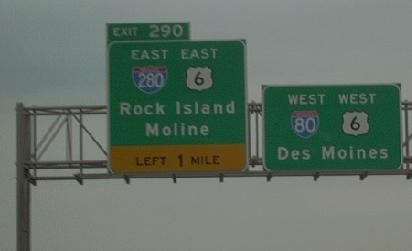 EXIT 290
EAST EAST
280 6
Rock Island
Moline
LEFT 1 MILE
WEST WEST
80 6
Des Moines